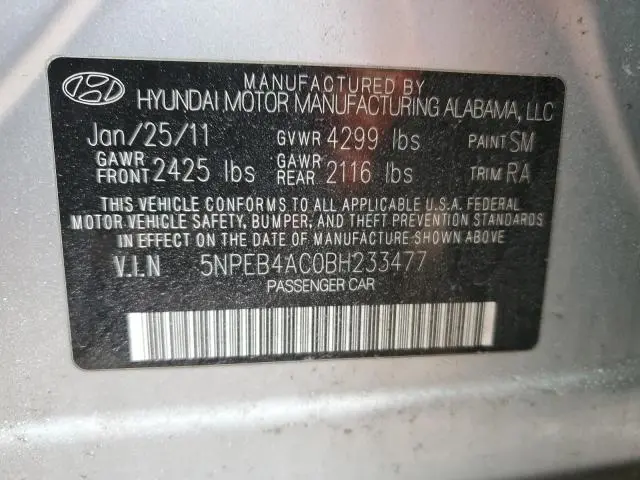 MANUFACTURED BY
HYUNDAI MOTOR MANUFACTURING ALABAMA, LLC
Jan/25/11 GVWR 4299 lbs PAINT SM
GAWR FRONT 2425 lbs GAWR REAR 2116 lbs TRIM RA
THIS VEHICLE CONFORMS TO ALL APPLICABLE U.S.A. FEDERAL
MOTOR VEHICLE SAFETY, BUMPER, AND THEFT PREVENTION STANDARDS
IN EFFECT ON THE DATE OF MANUFACTURE SHOWN ABOVE.
V.I.N 5NPEB4AC0BH233477
PASSENGER CAR